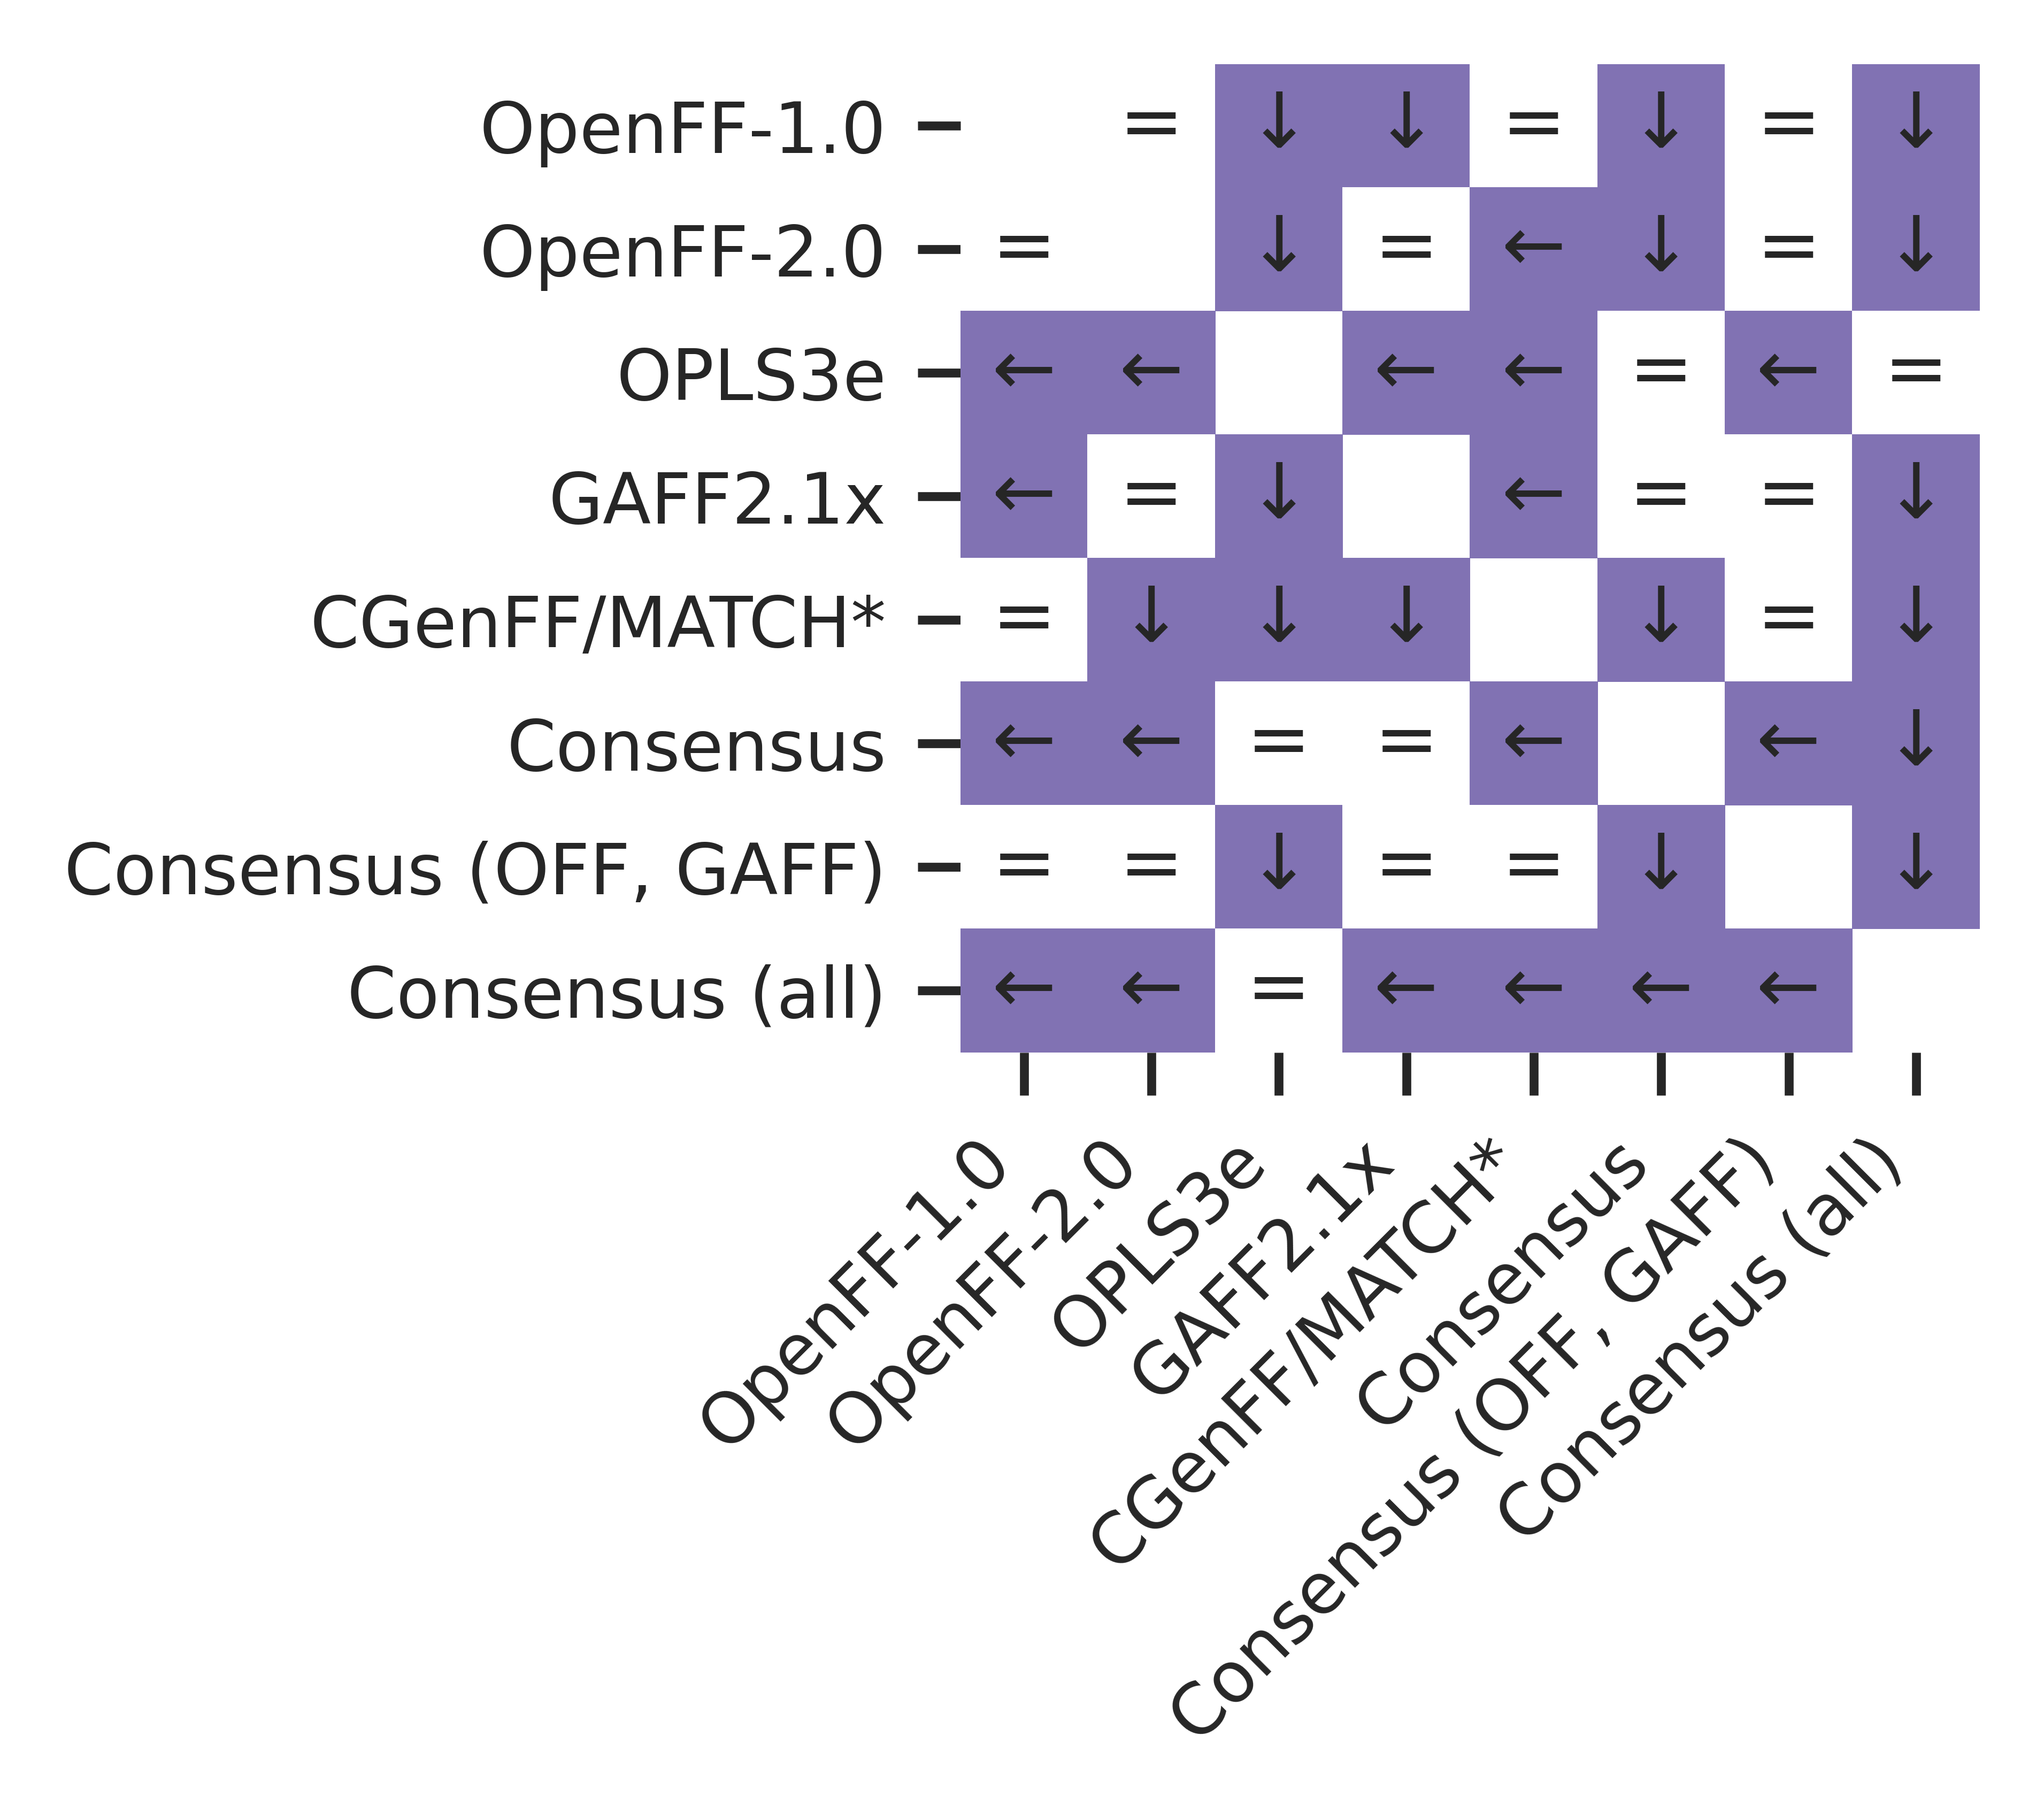 OpenFF-1.0 = ↓ ↓ = ↓ = ↓
OpenFF-2.0 = ↓ = ← ↓ = ↓
OPLS3e ← ← ← ← = ← =
GAFF2.1x ← = ↓ ← = = ↓
CGenFF/MATCH* = ↓ ↓ ↓ ↓ = ↓
Consensus ← ← = = ← ← ↓
Consensus (OFF, GAFF) = = ↓ = = ↓ ↓
Consensus (all) ← ← = ← ← ← ←
OpenFF-1.0
OpenFF-2.0
OPLS3e
GAFF2.1x
CGenFF/MATCH*
Consensus
Consensus (OFF, GAFF)
Consensus (all)